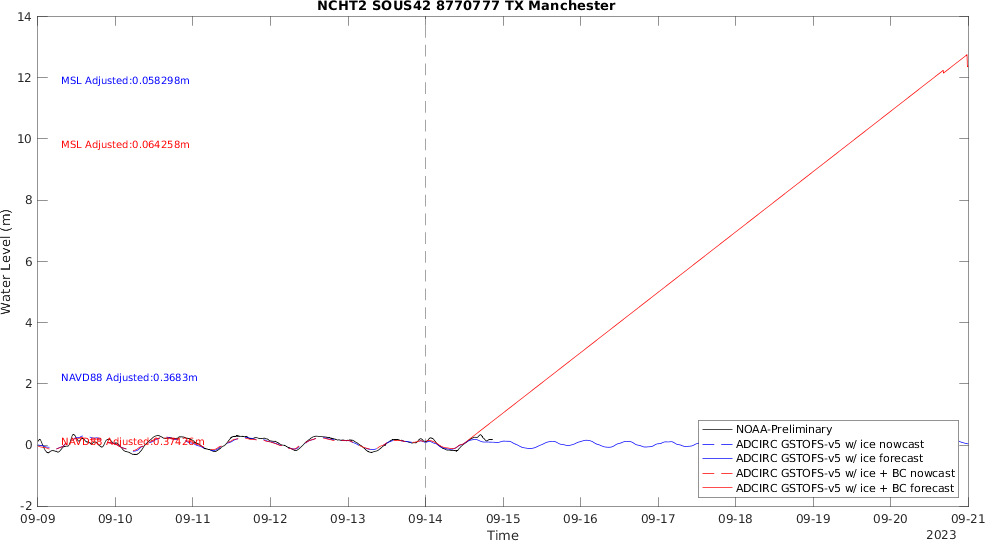 NCHT2 SOUS42 8770777 TX Manchester
14
12
10
8
6
4
2
0
-2
Water Level (m)
MSL Adjusted:0.058298m
MSL Adjusted:0.064258m
NAVD88 Adjusted:0.3683m
NAVD88 Adjusted:0.37426m
NOAA-Preliminary
ADCIRC GSTOFS-v5 w/ ice nowcast
ADCIRC GSTOFS-v5 w/ ice forecast
ADCIRC GSTOFS-v5 w/ ice + BC nowcast
ADCIRC GSTOFS-v5 w/ ice + BC forecast
09-09 09-10 09-11 09-12 09-13 09-14 09-15 09-16 09-17 09-18 09-19 09-20 09-21
Time
2023